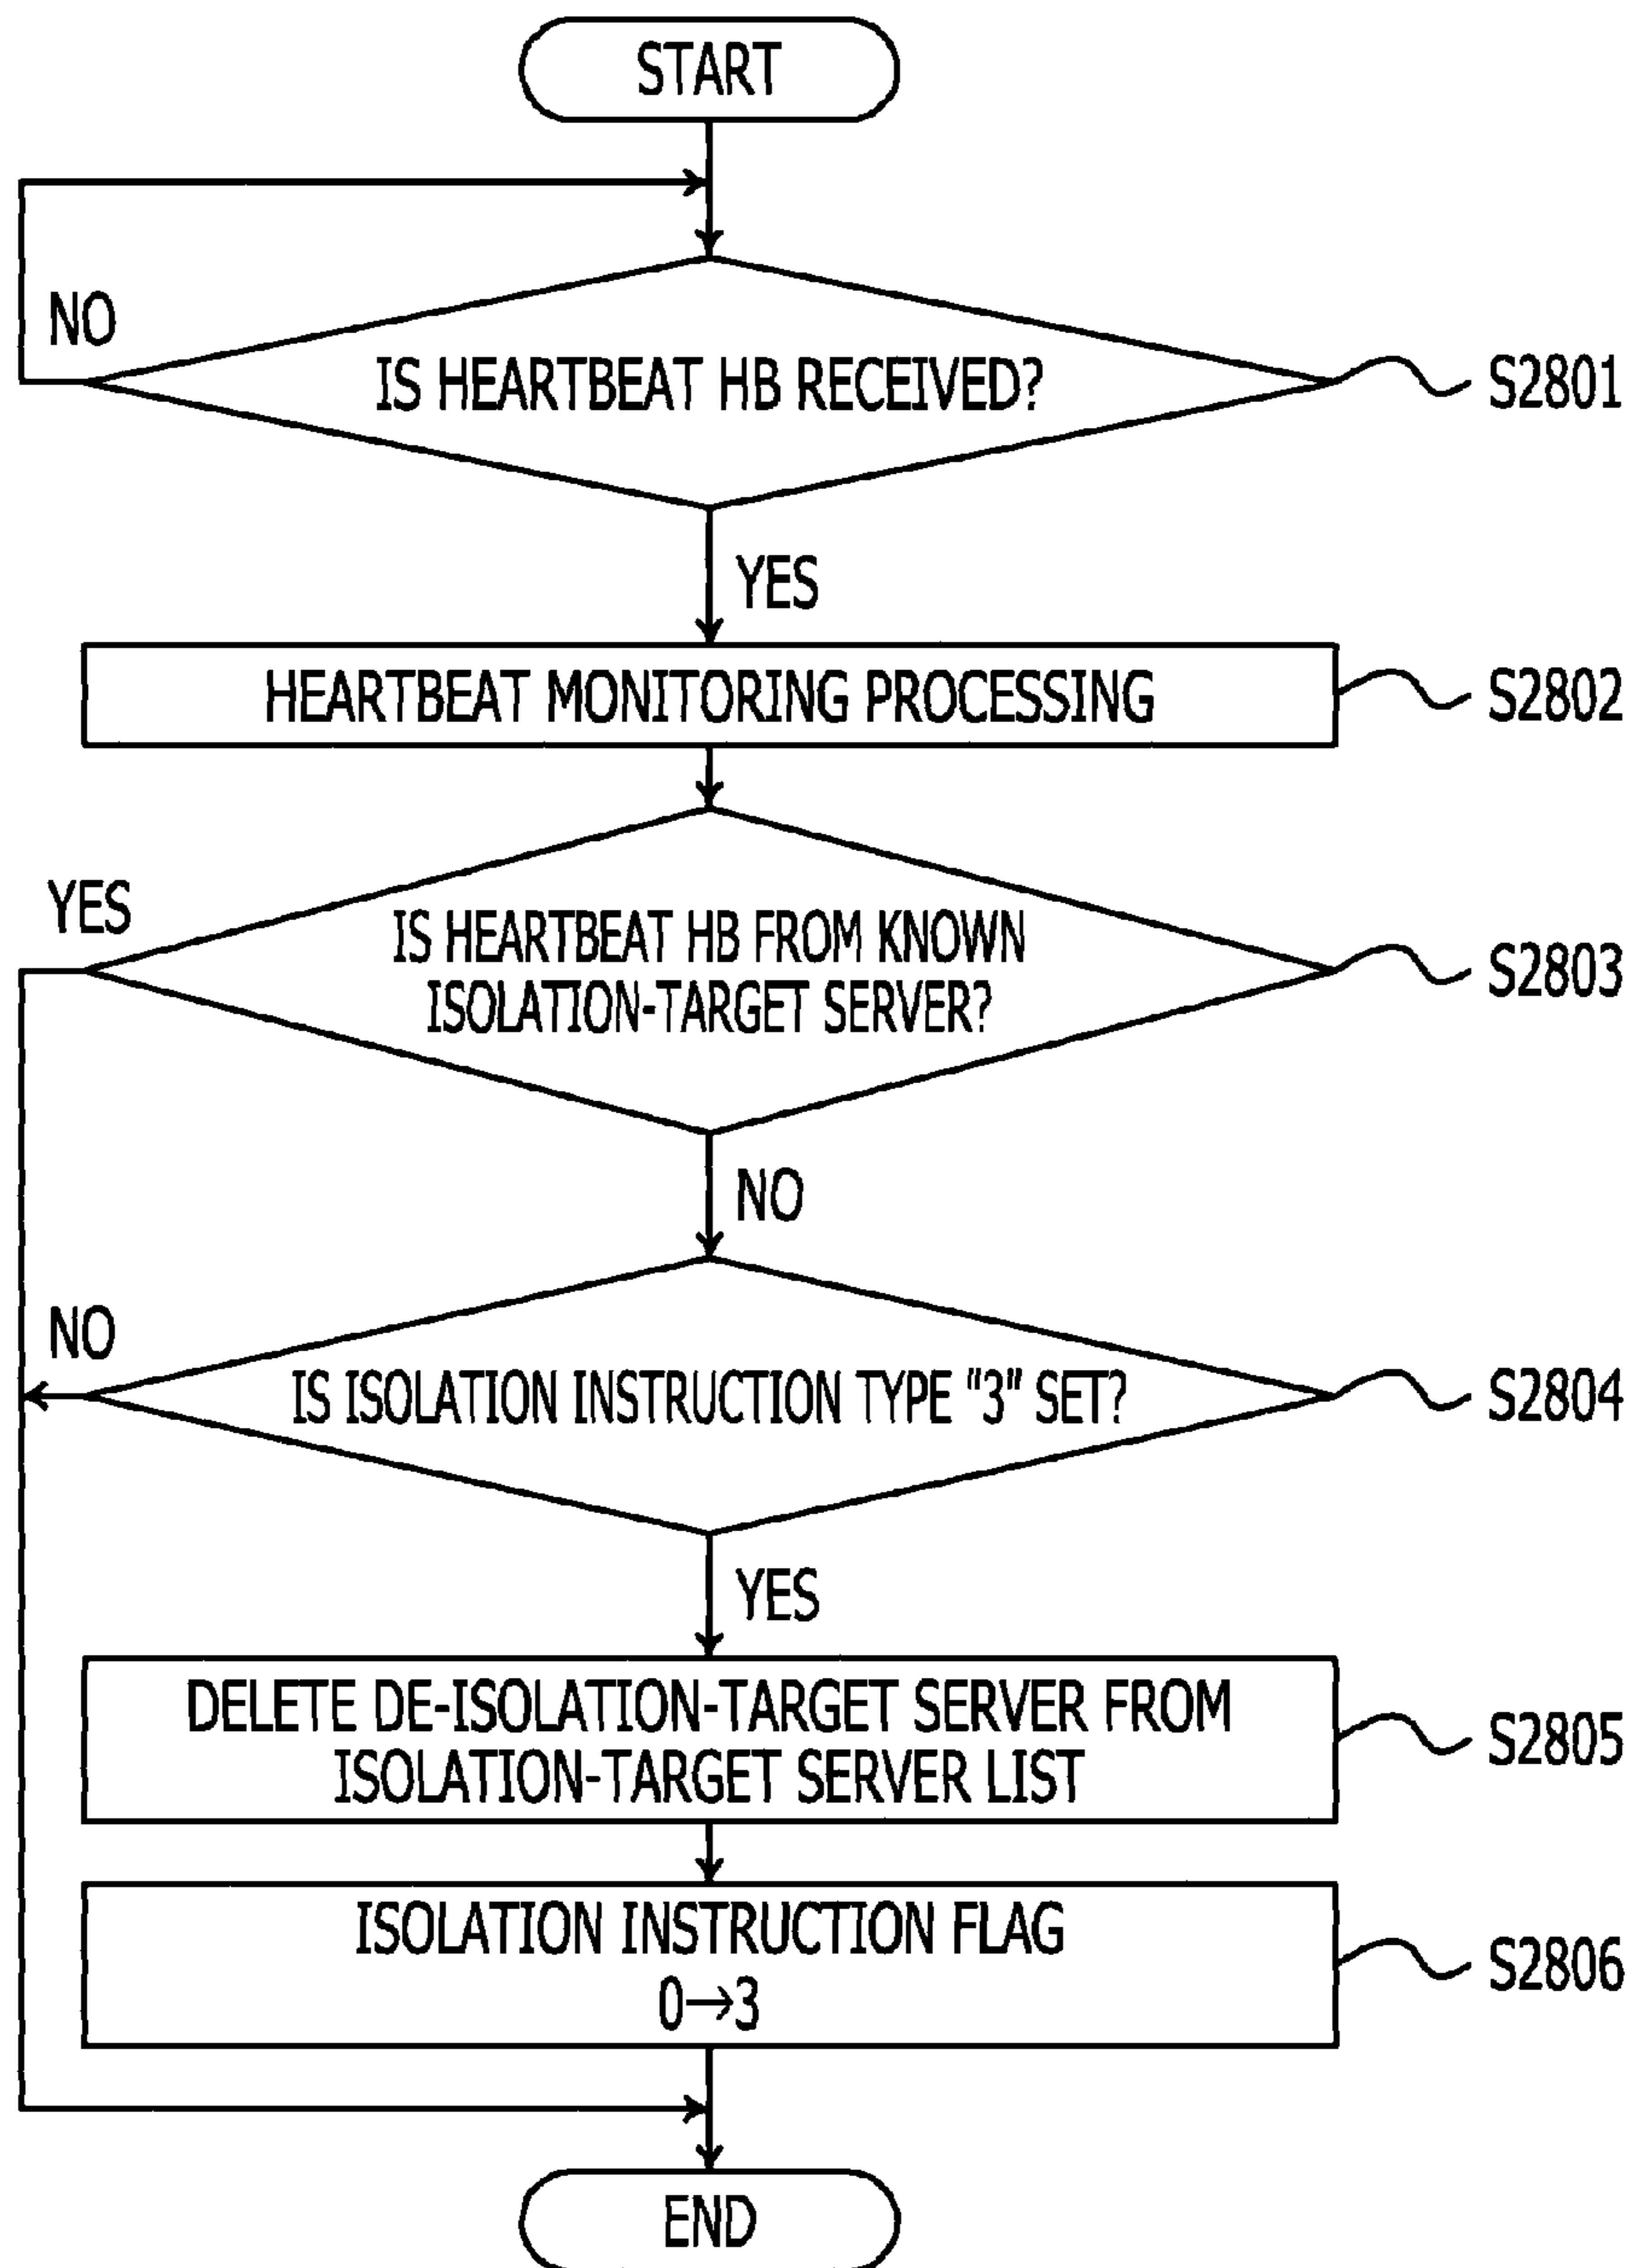 START
NO
IS HEARTBEAT HB RECEIVED?
S2801
YES
HEARTBEAT MONITORING PROCESSING
S2802
YES
IS HEARTBEAT HB FROM KNOWN
ISOLATION-TARGET SERVER?
S2803
NO
NO
IS ISOLATION INSTRUCTION TYPE "3" SET?
S2804
YES
DELETE DE-ISOLATION-TARGET SERVER FROM
ISOLATION-TARGET SERVER LIST
S2805
ISOLATION INSTRUCTION FLAG
0→3
S2806
END